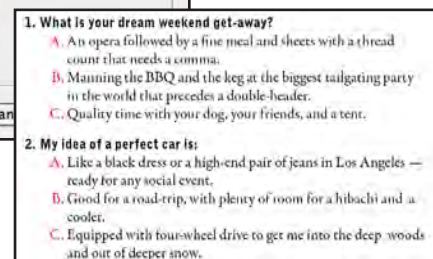 1. What is your dream weekend get-away?
A. An opera followed by a fine meal and sheets with a thread
count that needs a comma.
B. Manning the BBQ and the keg at the biggest tailgating party
in the world that precedes a double-header.
C. Quality time with your dog, your friends, and a tent.
an
2. My idea of a perfect car is:
A. Like a black dress or a high-end pair of jeans in Los Angeles —
ready for any social event.
B. Good for a road-trip, with plenty of room for a hibachi and a
cooler.
C. Equipped with four-wheel drive to get me into the deep woods
and out of deeper snow.